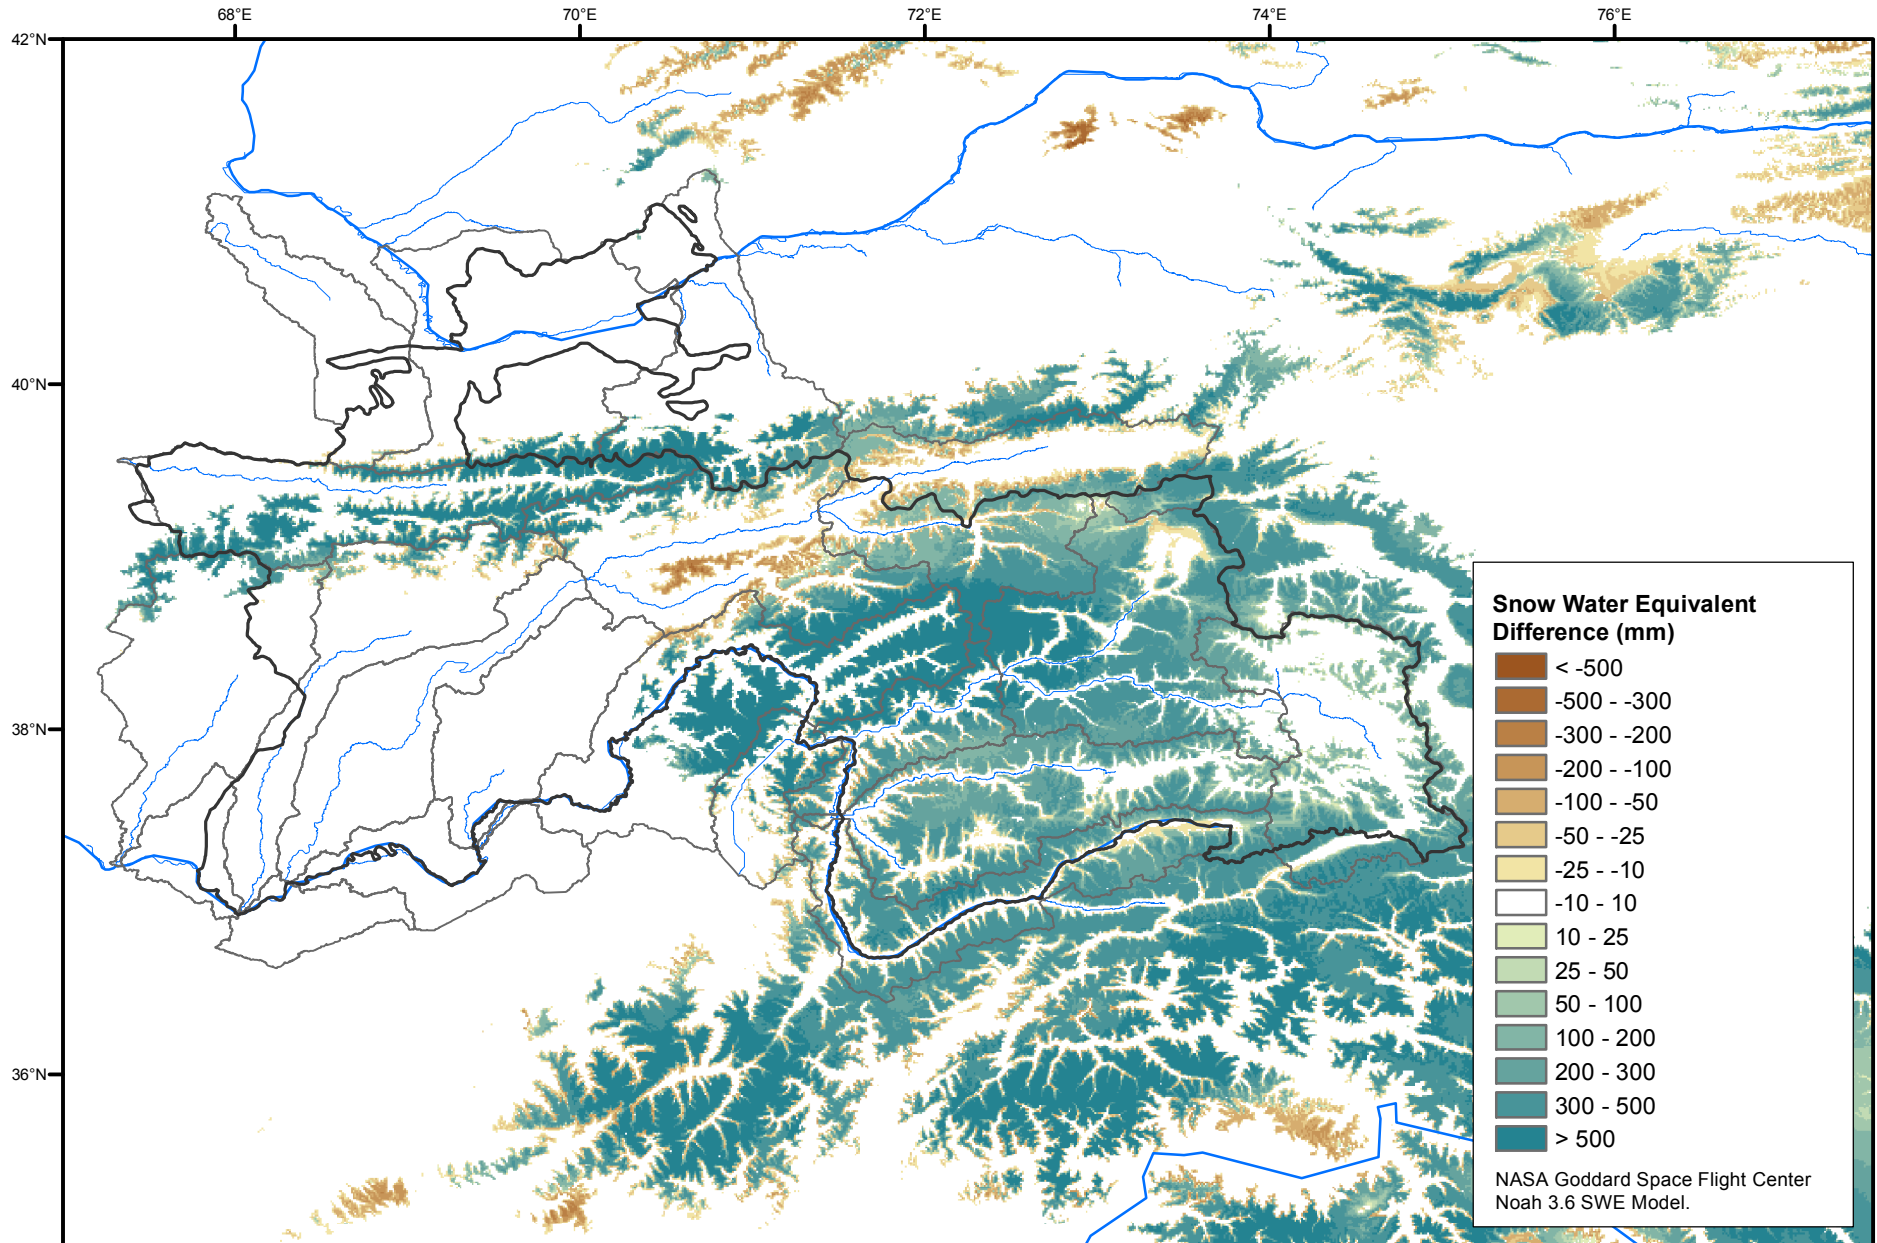 68°E
70°E
72°E
74°E
76°E
42°N
40°N
38°N
36°N
Snow Water Equivalent
Difference (mm)
< -500
-500 - -300
-300 - -200
-200 - -100
-100 - -50
-50 - -25
-25 - -10
-10 - 10
10 - 25
25 - 50
50 - 100
100 - 200
200 - 300
300 - 500
> 500
NASA Goddard Space Flight Center
Noah 3.6 SWE Model.